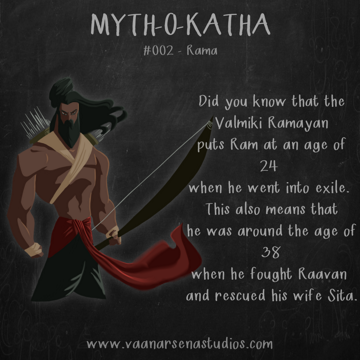 MYTH-O-KATHA
#002 - Rama
Did you know that the
Valmiki Ramayan
puts Ram at an age of
24
when he went into exile.
This also means that
he was around the age of
38
when he fought Raavan
and rescued his wife Sita.
www.vaanarsenastudios.com